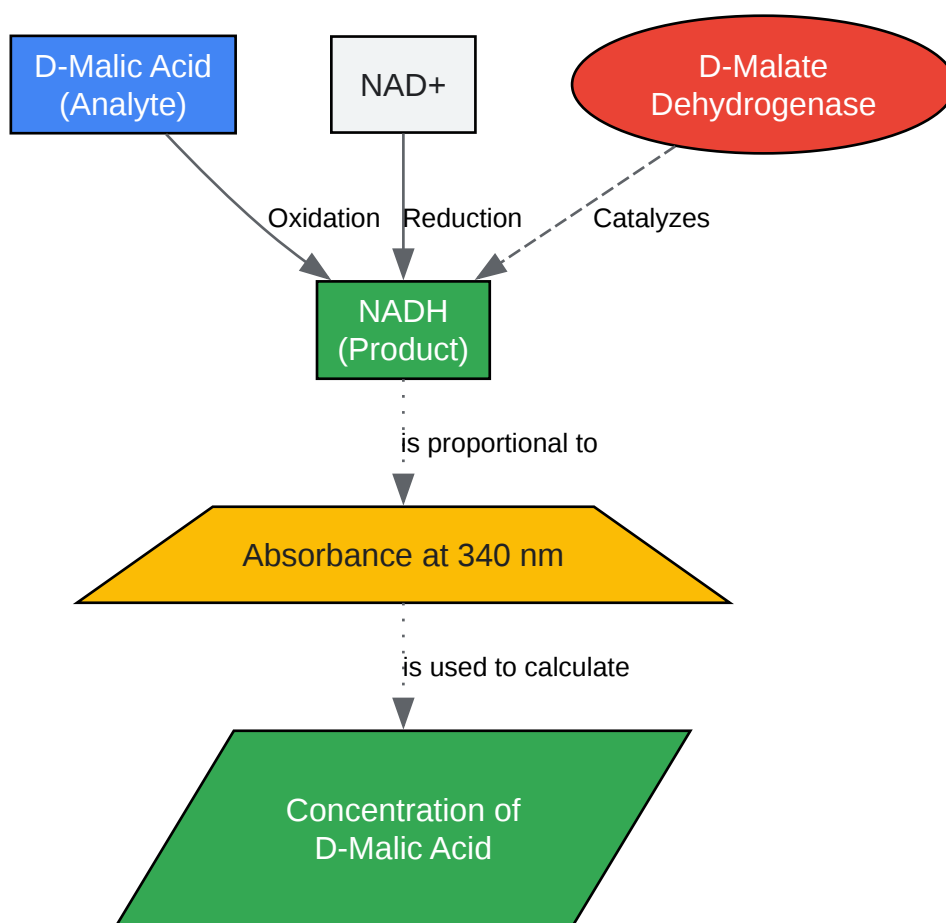 D-Malic Acid
(Analyte)
NAD+
D-Malate
Dehydrogenase
Oxidation
Reduction
Catalyzes
NADH
(Product)
is proportional to
Absorbance at 340 nm
is used to calculate
Concentration of
D-Malic Acid